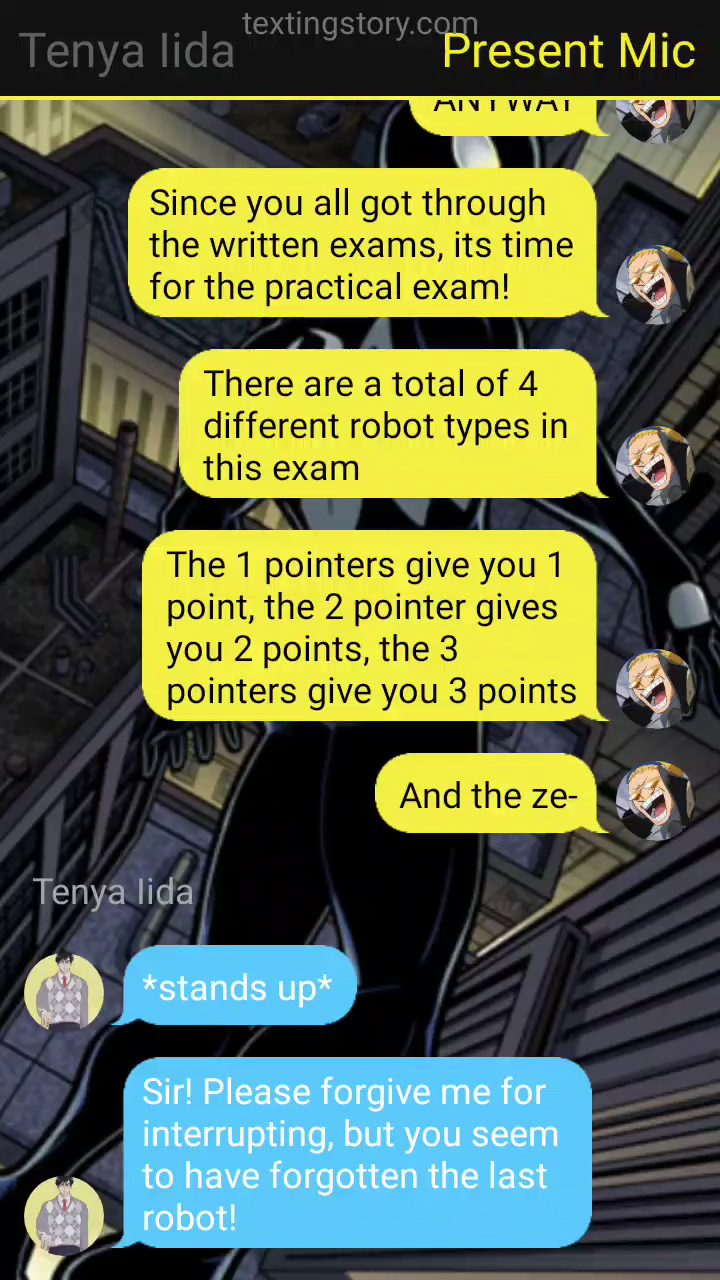 textingstory.com
Tenya Iida
Present Mic
ANYWAY
Since you all got through
the written exams, its time
for the practical exam!
There are a total of 4
different robot types in
this exam
The 1 pointers give you 1
point, the 2 pointer gives
you 2 points, the 3
pointers give you 3 points
And the ze-
Tenya Iida
*stands up*
Sir! Please forgive me for
interrupting, but you seem
to have forgotten the last
robot!